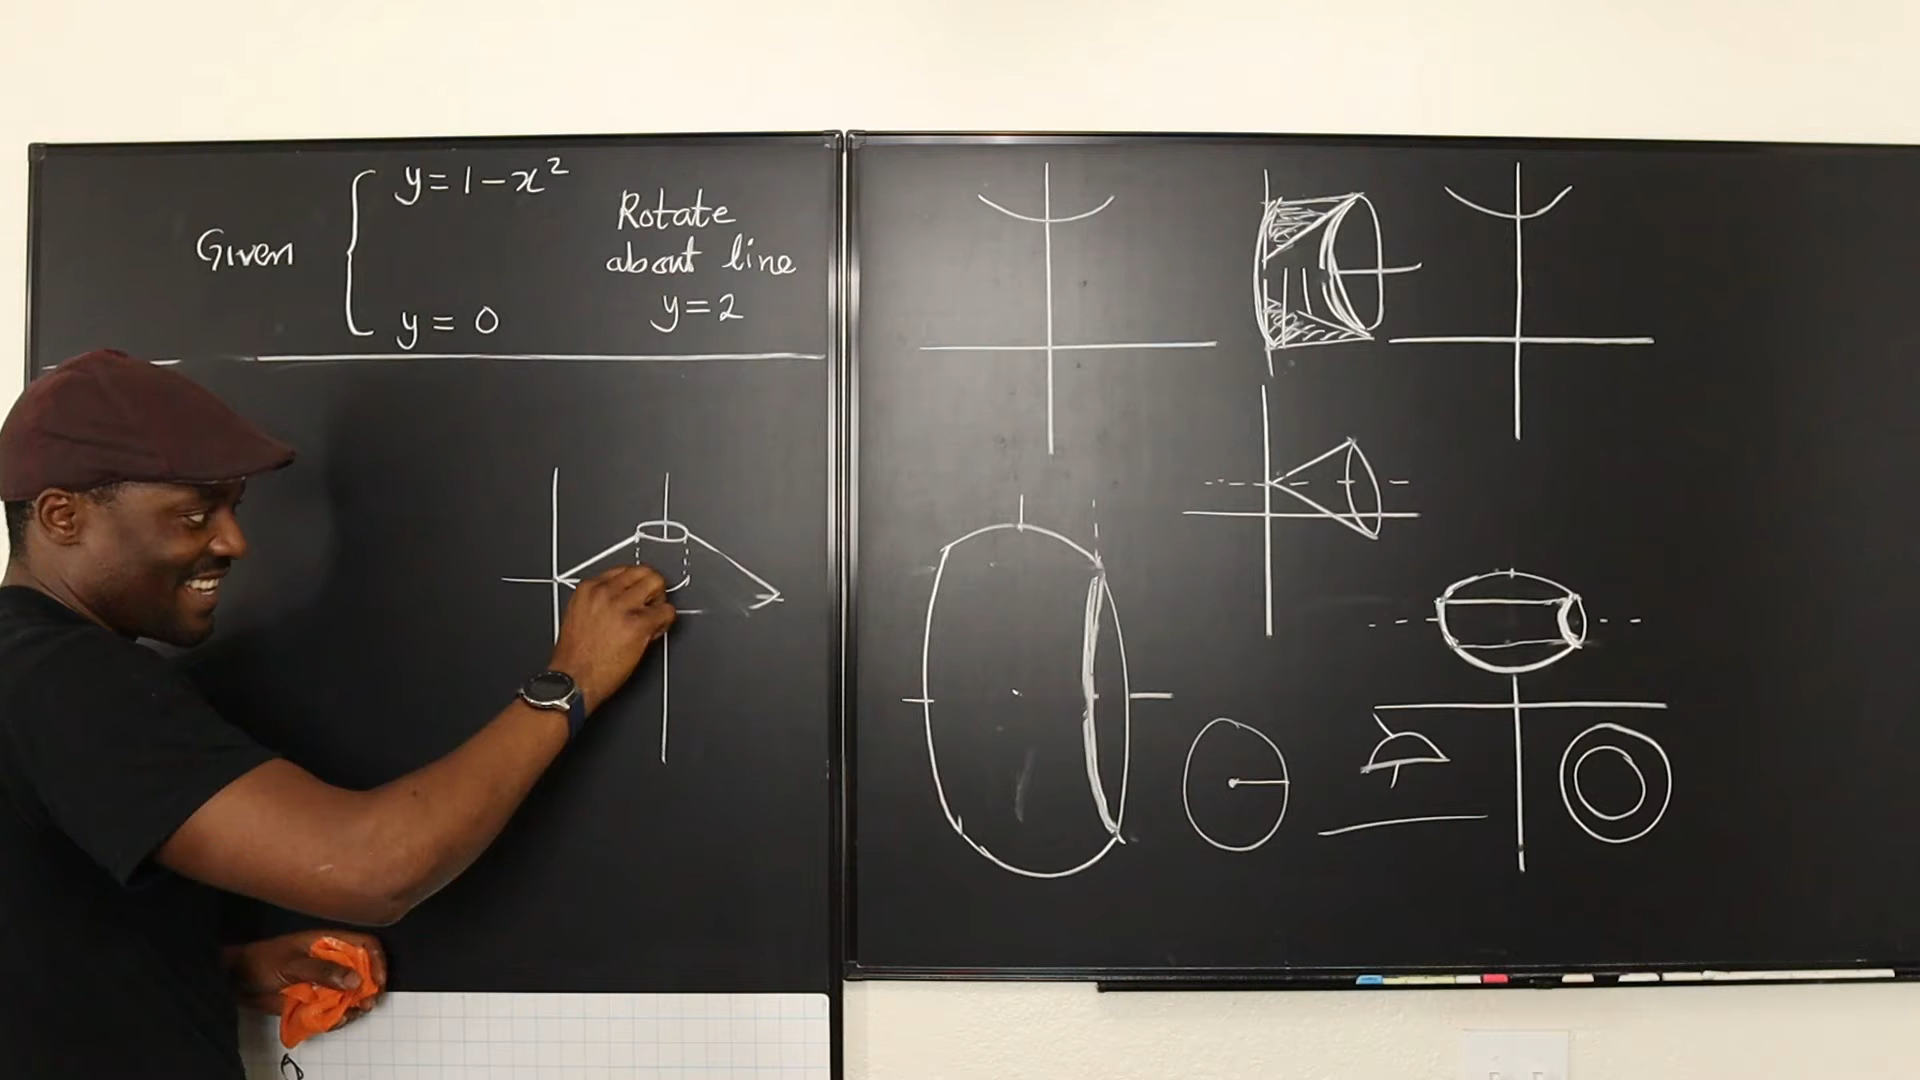 Given
y=1-x²
y=0
Rotate
about line
y=2